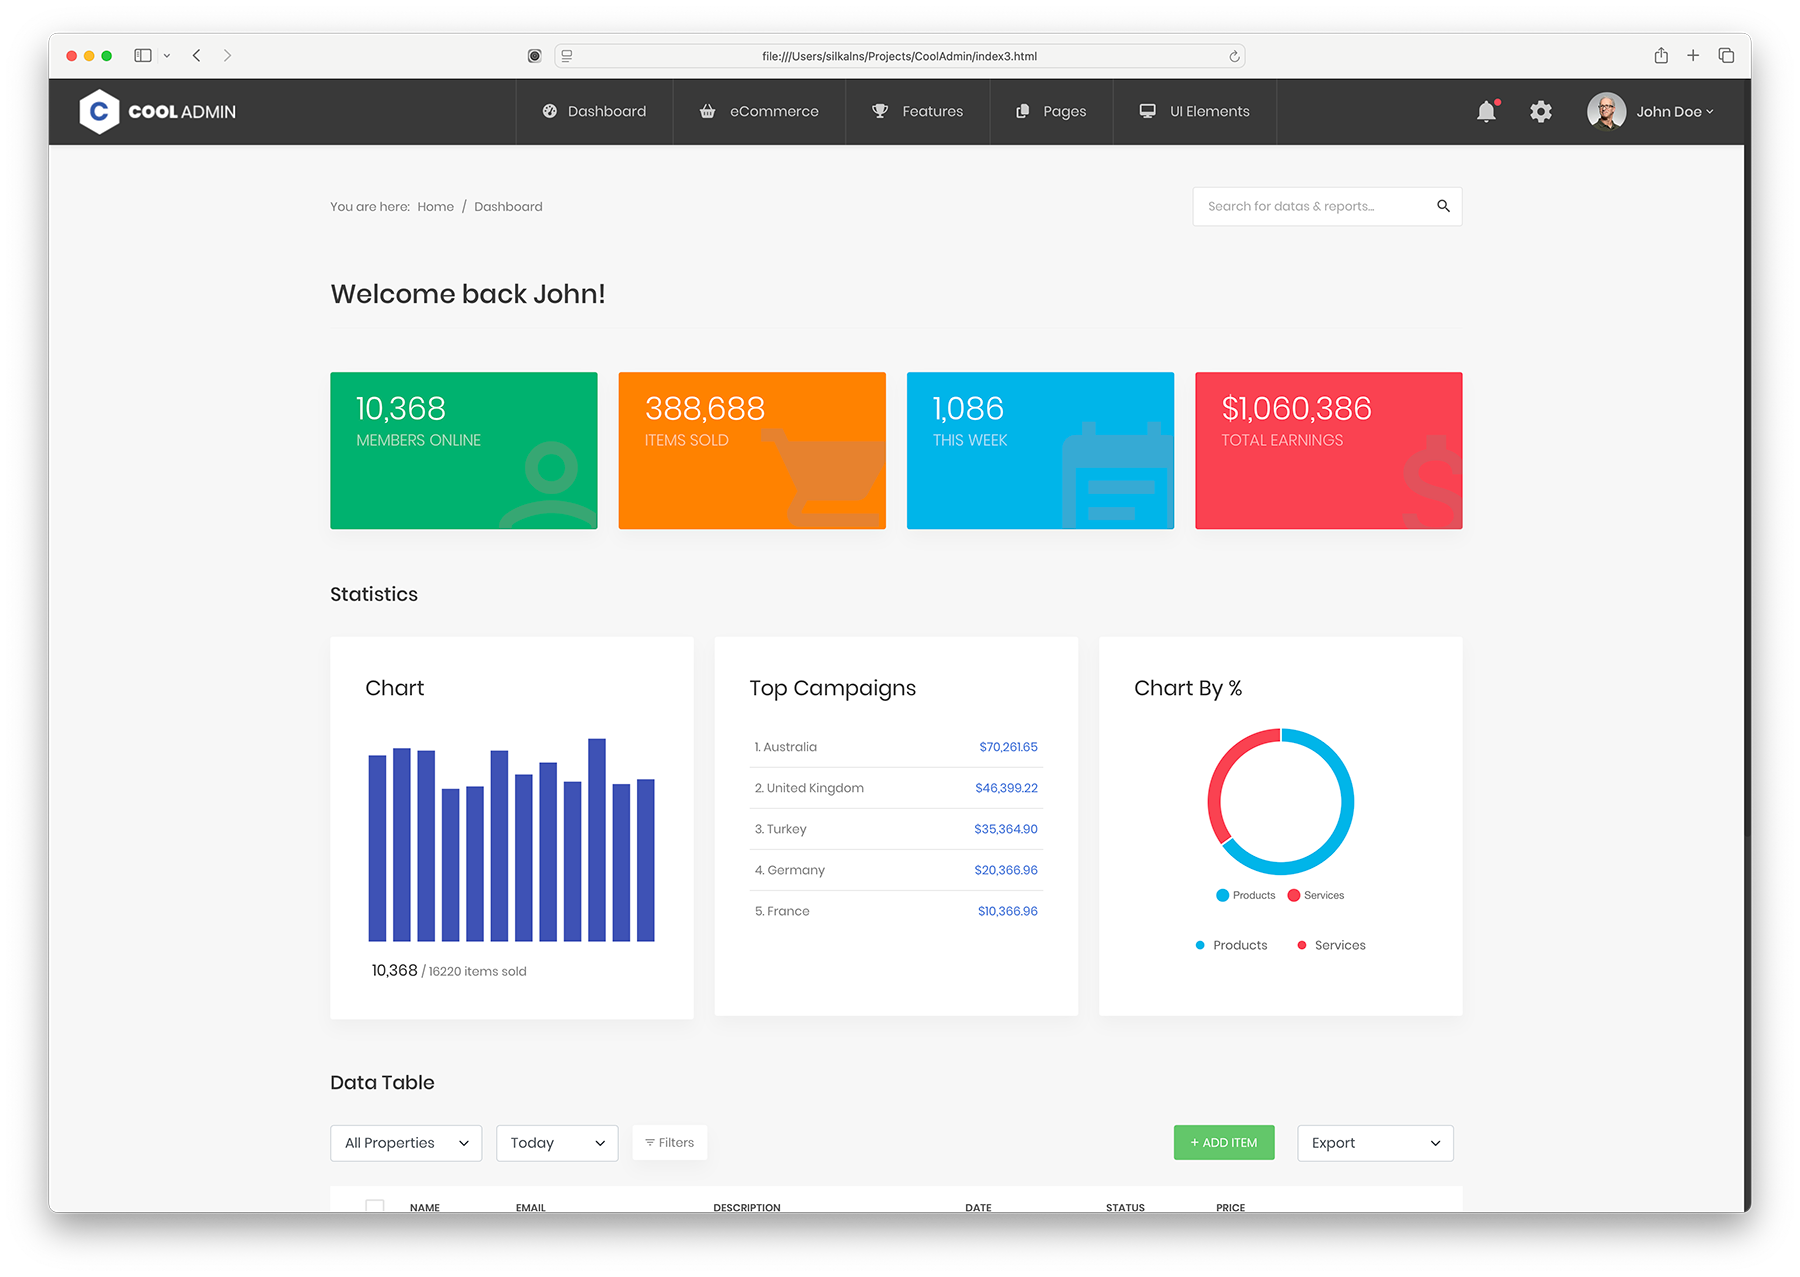 file:///Users/silkalns/Projects/CoolAdmin/index3.html
C COOL ADMIN
Dashboard
eCommerce
Features
Pages
UI Elements
John Doe
You are here: Home / Dashboard
Search for datas & reports...
Welcome back John!
10,368
MEMBERS ONLINE
388,688
ITEMS SOLD
1,086
THIS WEEK
$1,060,386
TOTAL EARNINGS
Statistics
Chart
10,368 / 16220 items sold
Top Campaigns
1. Australia $70,261.65
2. United Kingdom $46,399.22
3. Turkey $35,364.90
4. Germany $20,366.96
5. France $10,366.96
Chart By %
Products Services
Products Services
Data Table
All Properties
Today
Filters
+ ADD ITEM
Export
NAME EMAIL DESCRIPTION DATE STATUS PRICE